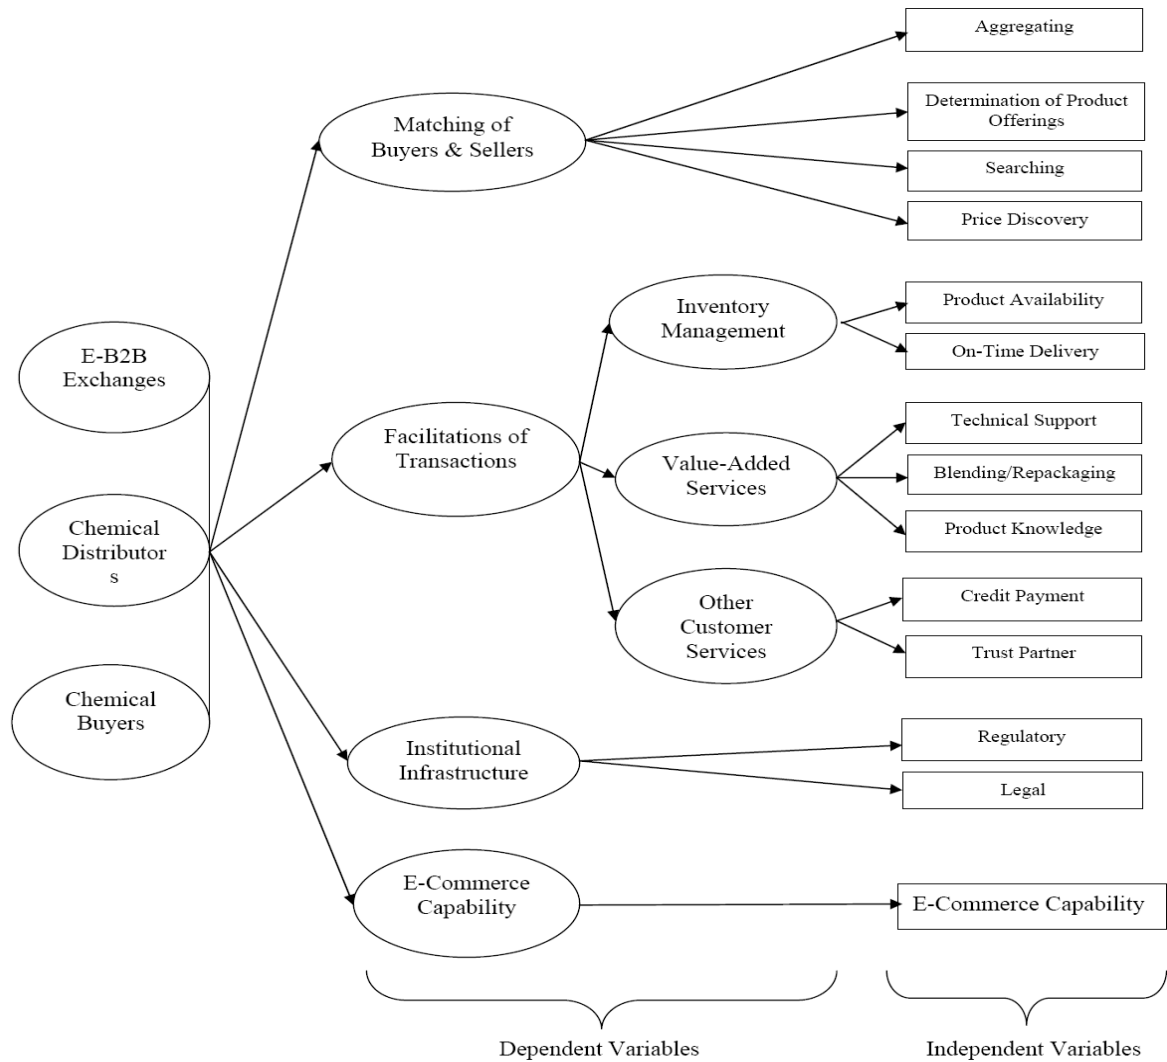 E-B2B
Exchanges
Chemical
Distributor
s
Chemical
Buyers
Matching of
Buyers & Sellers
Facilitations of
Transactions
Institutional
Infrastructure
E-Commerce
Capability
Inventory
Management
Value-Added
Services
Other
Customer
Services
Aggregating
Determination of Product
Offerings
Searching
Price Discovery
Product Availability
On-Time Delivery
Technical Support
Blending/Repackaging
Product Knowledge
Credit Payment
Trust Partner
Regulatory
Legal
E-Commerce Capability
Dependent Variables
Independent Variables